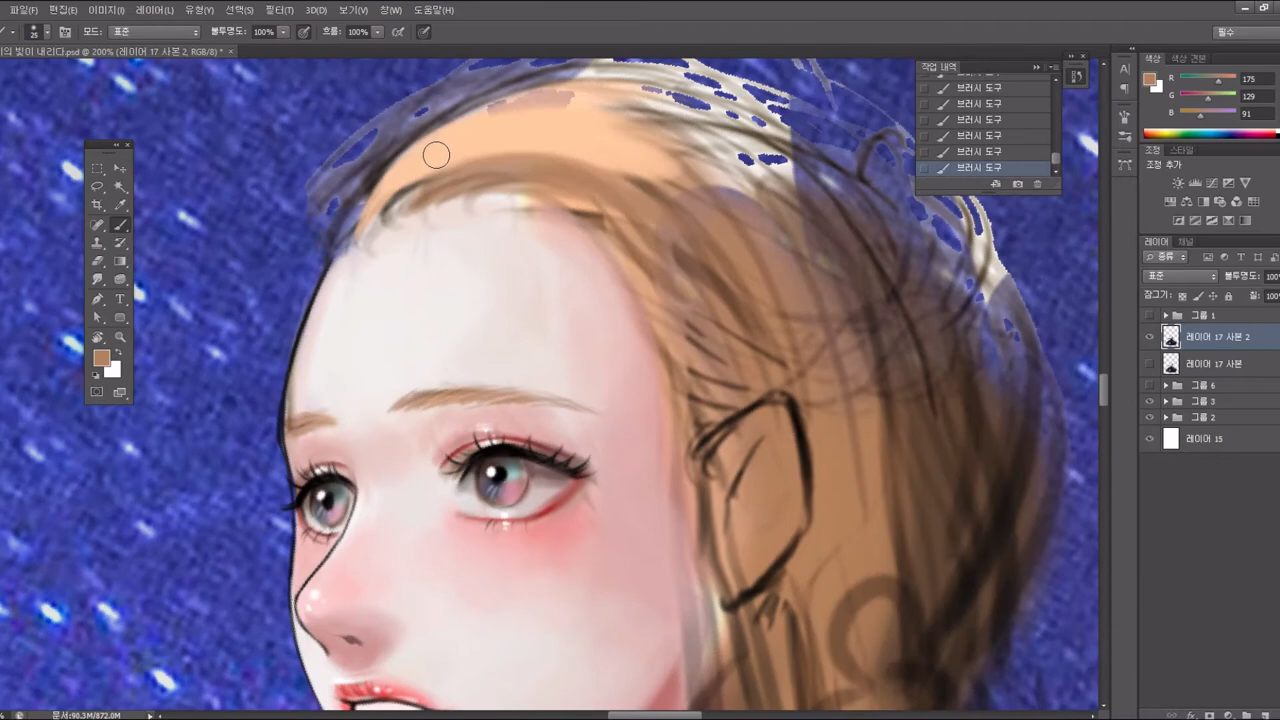 파일(F) 편집(E) 이미지(I) 레이어(L) 유형(Y) 선택(S) 필터(T) 3D(D) 보기(V) 창(W) 도움말(H)
25 모드: 표준 불투명도: 100% 흐름: 100% 필수
의 빛이 내리다.psd @ 200% (레이어 17 사본 2, RGB/8) *
작업 내역
브러시 도구
브러시 도구
브러시 도구
브러시 도구
브러시 도구
브러시 도구
색상 색상 견본
R 175
G 129
B 91
조정 스타일
조정 추가
레이어 채널
종류
표준 불투명도: 100
잠그기: 칠: 100
그룹 1
레이어 17 사본 2
레이어 17 사본
그룹 6
그룹 3
그룹 2
레이어 15
% 문서:90.3M/872.0M